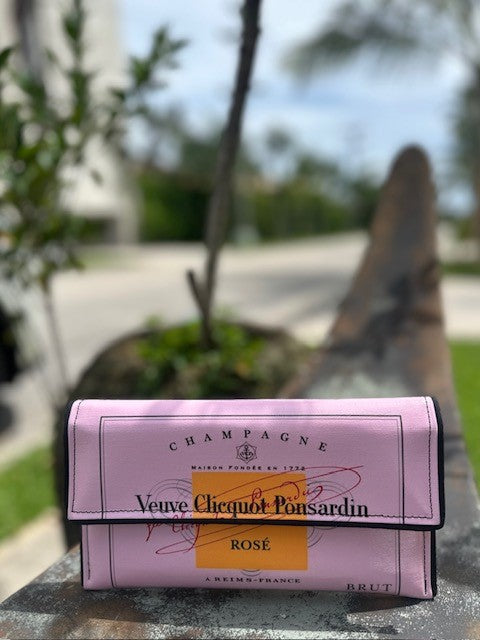 CHAMPAGNE
MAISON FONDÉE EN 1772
Veuve Clicquot Ponsardin
ROSÉ
A REIMS-FRANCE
BRUT